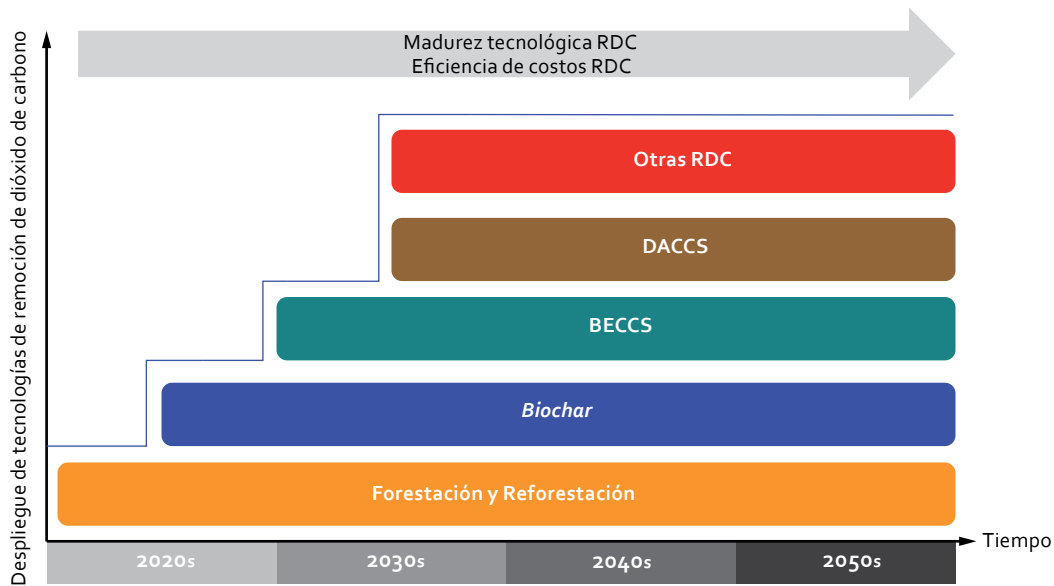 Madurez tecnológica RDC
Eficiencia de costos RDC
Despliegue de tecnologías de remoción de dióxido de carbono
Otras RDC
DACCS
BECCS
Biochar
Forestación y Reforestación
Tiempo
2020s
2030s
2040s
2050s